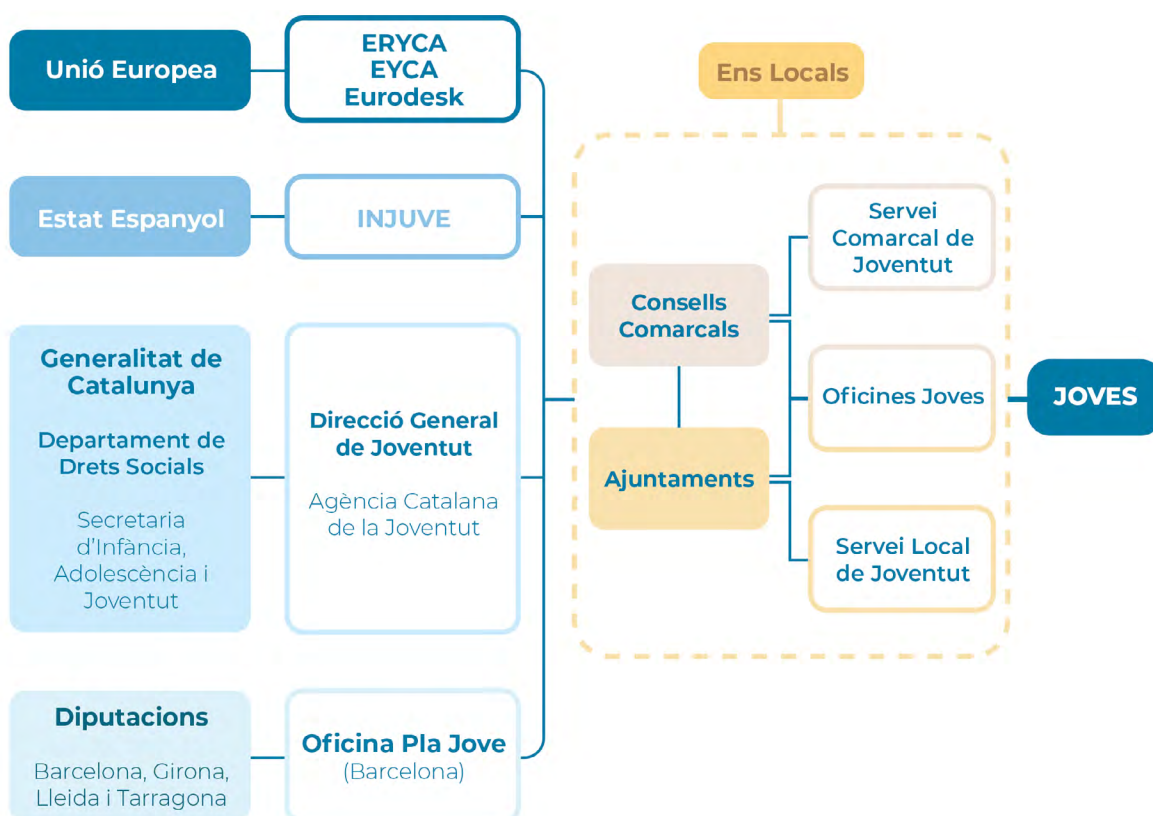 Unió Europea
ERYCA
EYCA
Eurodesk
Estat Espanyol
INJUVE
Generalitat de
Catalunya
Departament de
Drets Socials
Secretaria
d'Infància,
Adolescència i
Joventut
Direcció General
de Joventut
Agència Catalana
de la Joventut
Diputacions
Barcelona, Girona,
Lleida i Tarragona
Oficina Pla Jove
(Barcelona)
Ens Locals
Consells
Comarcals
Ajuntaments
Servei
Comarcal de
Joventut
Oficines Joves
Servei Local
de Joventut
JOVES